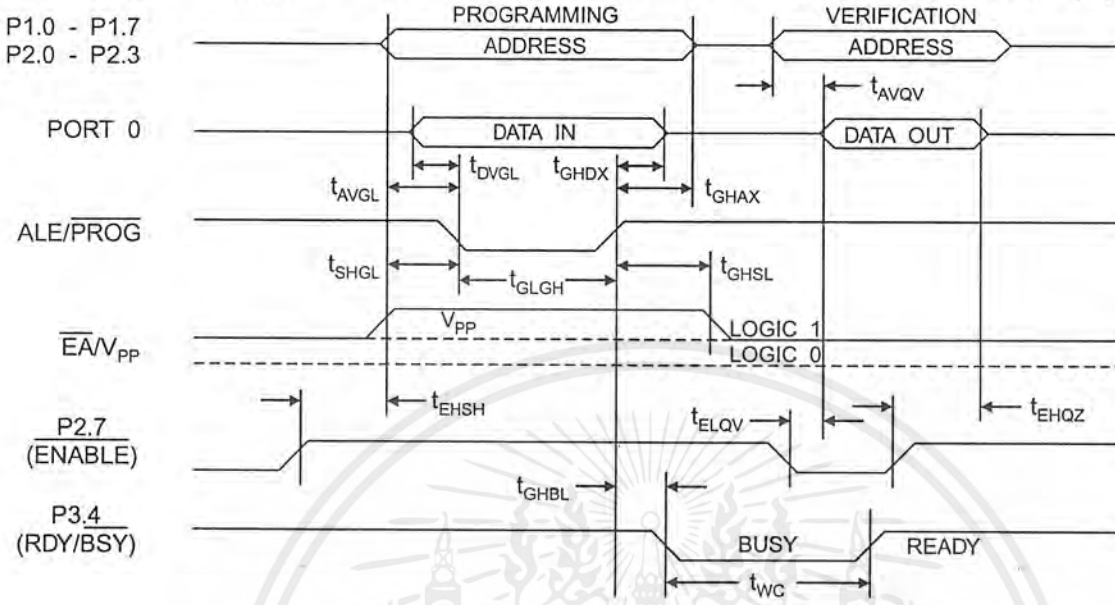 PROGRAMMING VERIFICATION
P1.0 - P1.7
P2.0 - P2.3
ADDRESS ADDRESS
tAVQV
PORT 0 DATA IN DATA OUT
tDVGL tGHDX
tAVGL tGHAX
ALE/PROG
tSHGL tGLGH tGHSL
VPP LOGIC 1
EA/VPP LOGIC 0
tEHSH tELQV tEHQZ
P2.7
(ENABLE)
tGHBL
P3.4
(RDY/BSY) BUSY READY
tWC